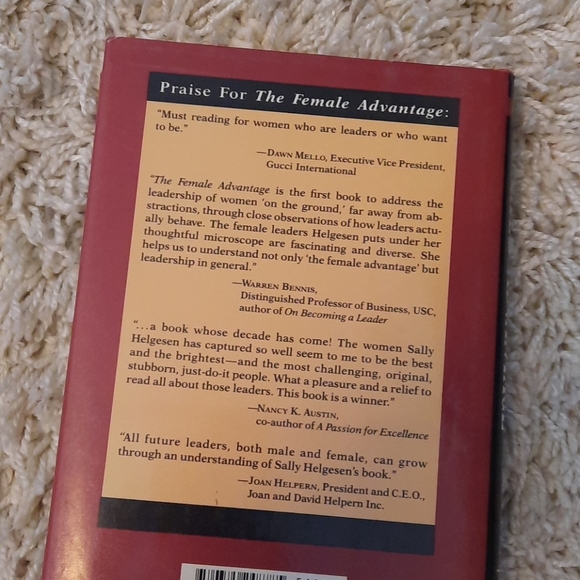 Praise For The Female Advantage:
"Must reading for women who are leaders or who want
to be."
—DAWN MELLO, Executive Vice President,
Gucci International
"The Female Advantage is the first book to address the
leadership of women 'on the ground,' far away from ab-
stractions, through close observations of how leaders actu-
ally behave. The female leaders Helgesen puts under her
thoughtful microscope are fascinating and diverse. She
helps us to understand not only 'the female advantage' but
leadership in general."
—WARREN BENNIS,
Distinguished Professor of Business, USC,
author of On Becoming a Leader
"...a book whose decade has come! The women Sally
Helgesen has captured so well seem to me to be the best
and the brightest—and the most challenging, original,
stubborn, just-do-it people. What a pleasure and a relief to
read all about those leaders. This book is a winner."
—NANCY K. AUSTIN,
co-author of A Passion for Excellence
"All future leaders, both male and female, can grow
through an understanding of Sally Helgesen's book."
—JOAN HELPERN, President and C.E.O.,
Joan and David Helpern Inc.